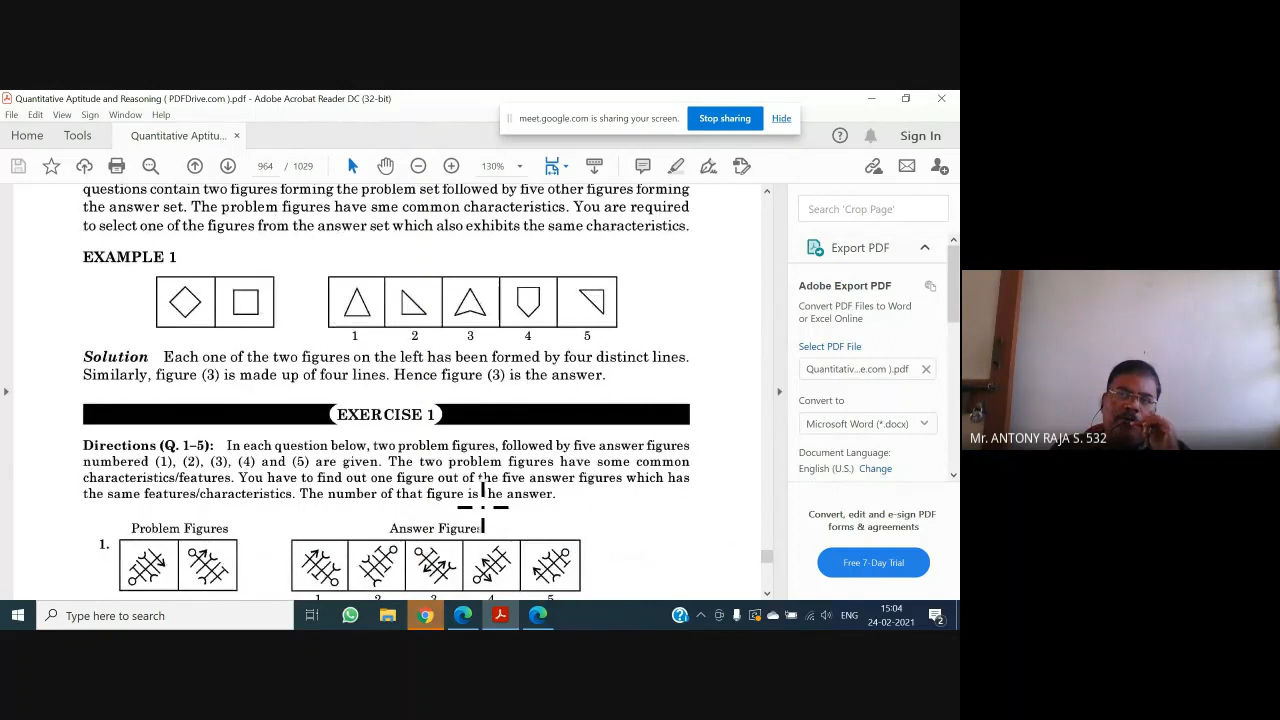 Quantitative Aptitude and Reasoning ( PDFDrive.com ).pdf - Adobe Acrobat Reader DC (32-bit)
File Edit View Sign Window Help
meet.google.com is sharing your screen. Stop sharing Hide
Home Tools Quantitative Aptitu... × Sign In
964 / 1029 130%
questions contain two figures forming the problem set followed by five other figures forming
the answer set. The problem figures have sme common characteristics. You are required
to select one of the figures from the answer set which also exhibits the same characteristics.
EXAMPLE 1
1 2 3 4 5
Solution Each one of the two figures on the left has been formed by four distinct lines.
Similarly, figure (3) is made up of four lines. Hence figure (3) is the answer.
EXERCISE 1
Directions (Q. 1–5): In each question below, two problem figures, followed by five answer figures
numbered (1), (2), (3), (4) and (5) are given. The two problem figures have some common
characteristics/features. You have to find out one figure out of the five answer figures which has
the same features/characteristics. The number of that figure is the answer.
Problem Figures Answer Figures
1.
1 2 3 4 5
Search 'Crop Page'
Export PDF
Adobe Export PDF
Convert PDF Files to Word
or Excel Online
Select PDF File
Quantitativ...e.com ).pdf
Convert to
Microsoft Word (*.docx)
Document Language:
English (U.S.) Change
Convert, edit and e-sign PDF
forms & agreements
Free 7-Day Trial
Type here to search
ENG
15:04
24-02-2021
2
Mr. ANTONY RAJA S. 532